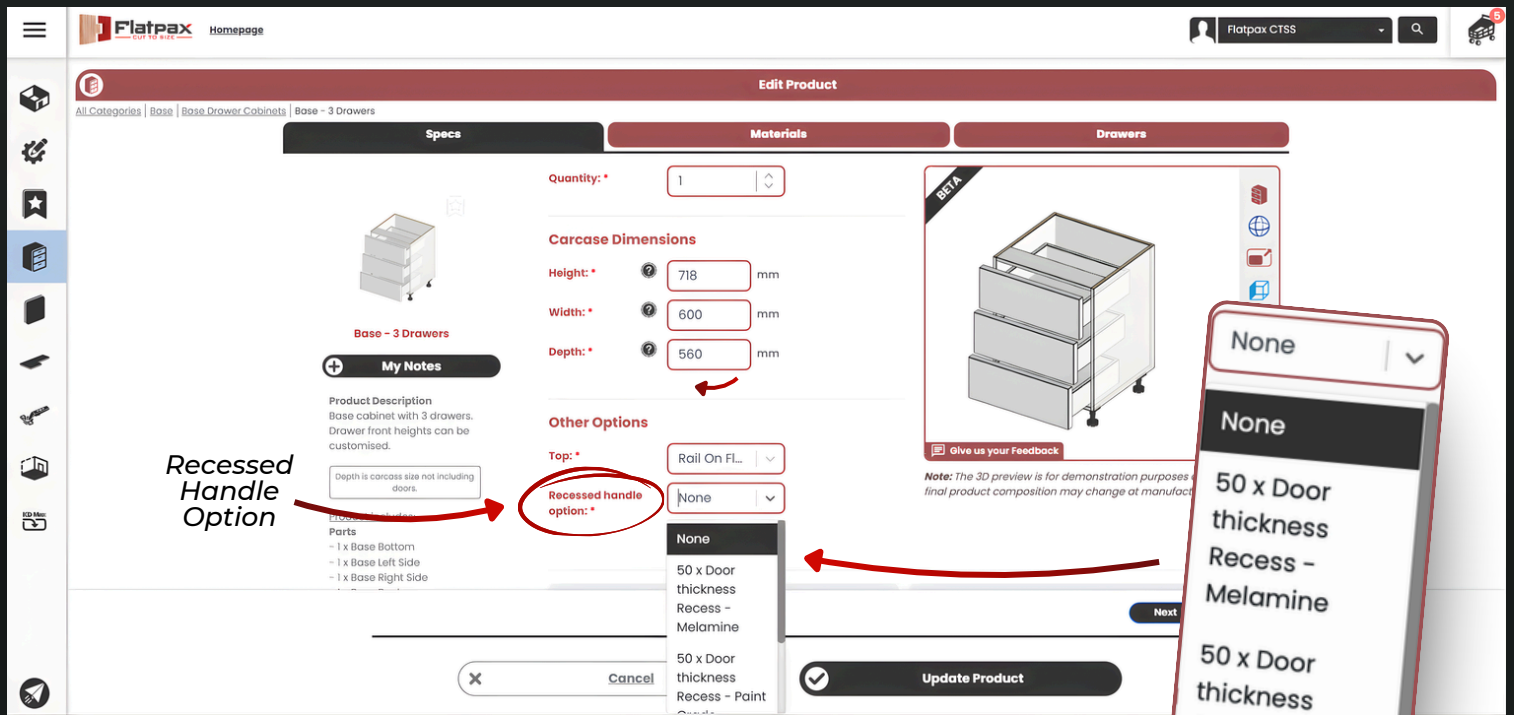 Flatpax
CUT TO SIZE
Homepage
Flatpax CTSS
5
Edit Product
All Categories | Base | Base Drawer Cabinets | Base - 3 Drawers
Specs
Materials
Drawers
Quantity: *
1
Carcase Dimensions
Height: *
?
718
mm
Width: *
?
600
mm
Depth: *
?
560
mm
Other Options
Top: *
Rail On Fl...
Recessed handle
option: *
None
None
50 x Door
thickness
Recess -
Melamine
50 x Door
thickness
Recess - Paint
Base - 3 Drawers
My Notes
Product Description
Base cabinet with 3 drawers.
Drawer front heights can be
customised.
Depth is carcass size not including
doors.
Product includes:
Parts
- 1 x Base Bottom
- 1 x Base Left Side
- 1 x Base Right Side
Recessed
Handle
Option
BETA
Give us your Feedback
Note: The 3D preview is for demonstration purposes
final product composition may change at manufact
None
None
50 x Door
thickness
Recess -
Melamine
50 x Door
thickness
Next
Cancel
Update Product